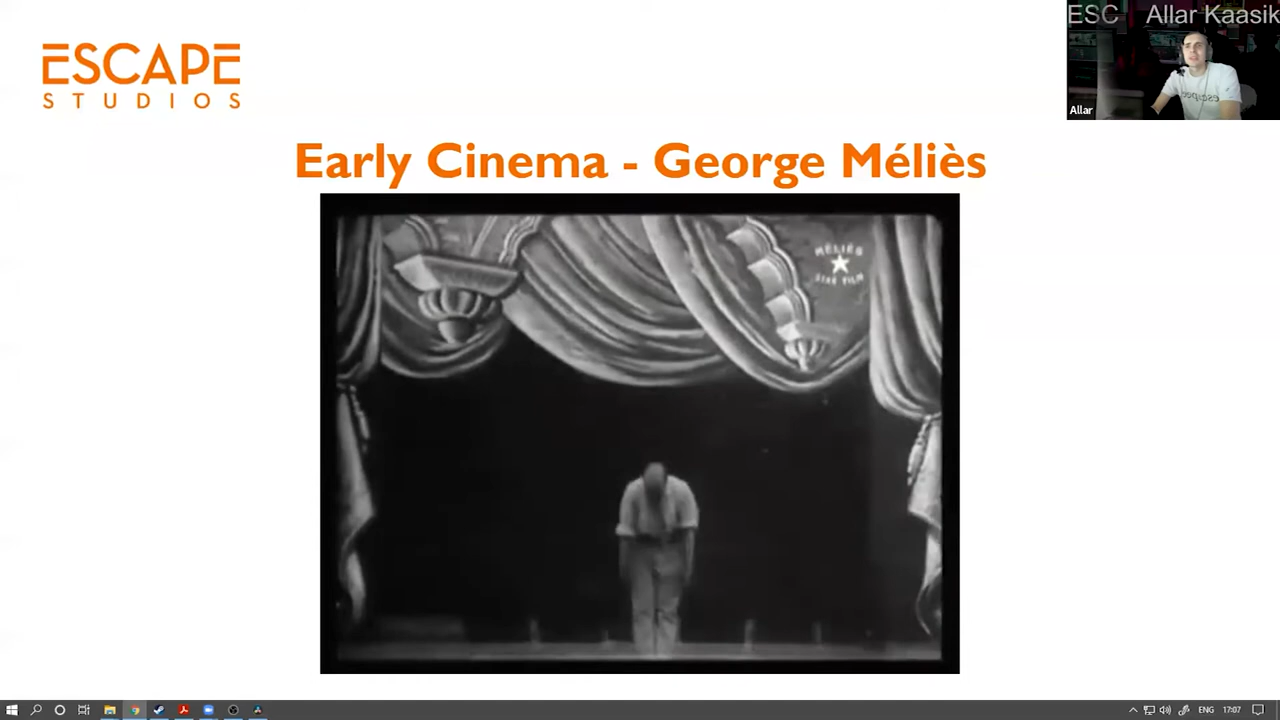 ESCAPE
STUDIOS
ESC Allar Kaasik
Allar
Early Cinema - George Méliès
MÉLIÈS
STAR FILM
ENG 17:07